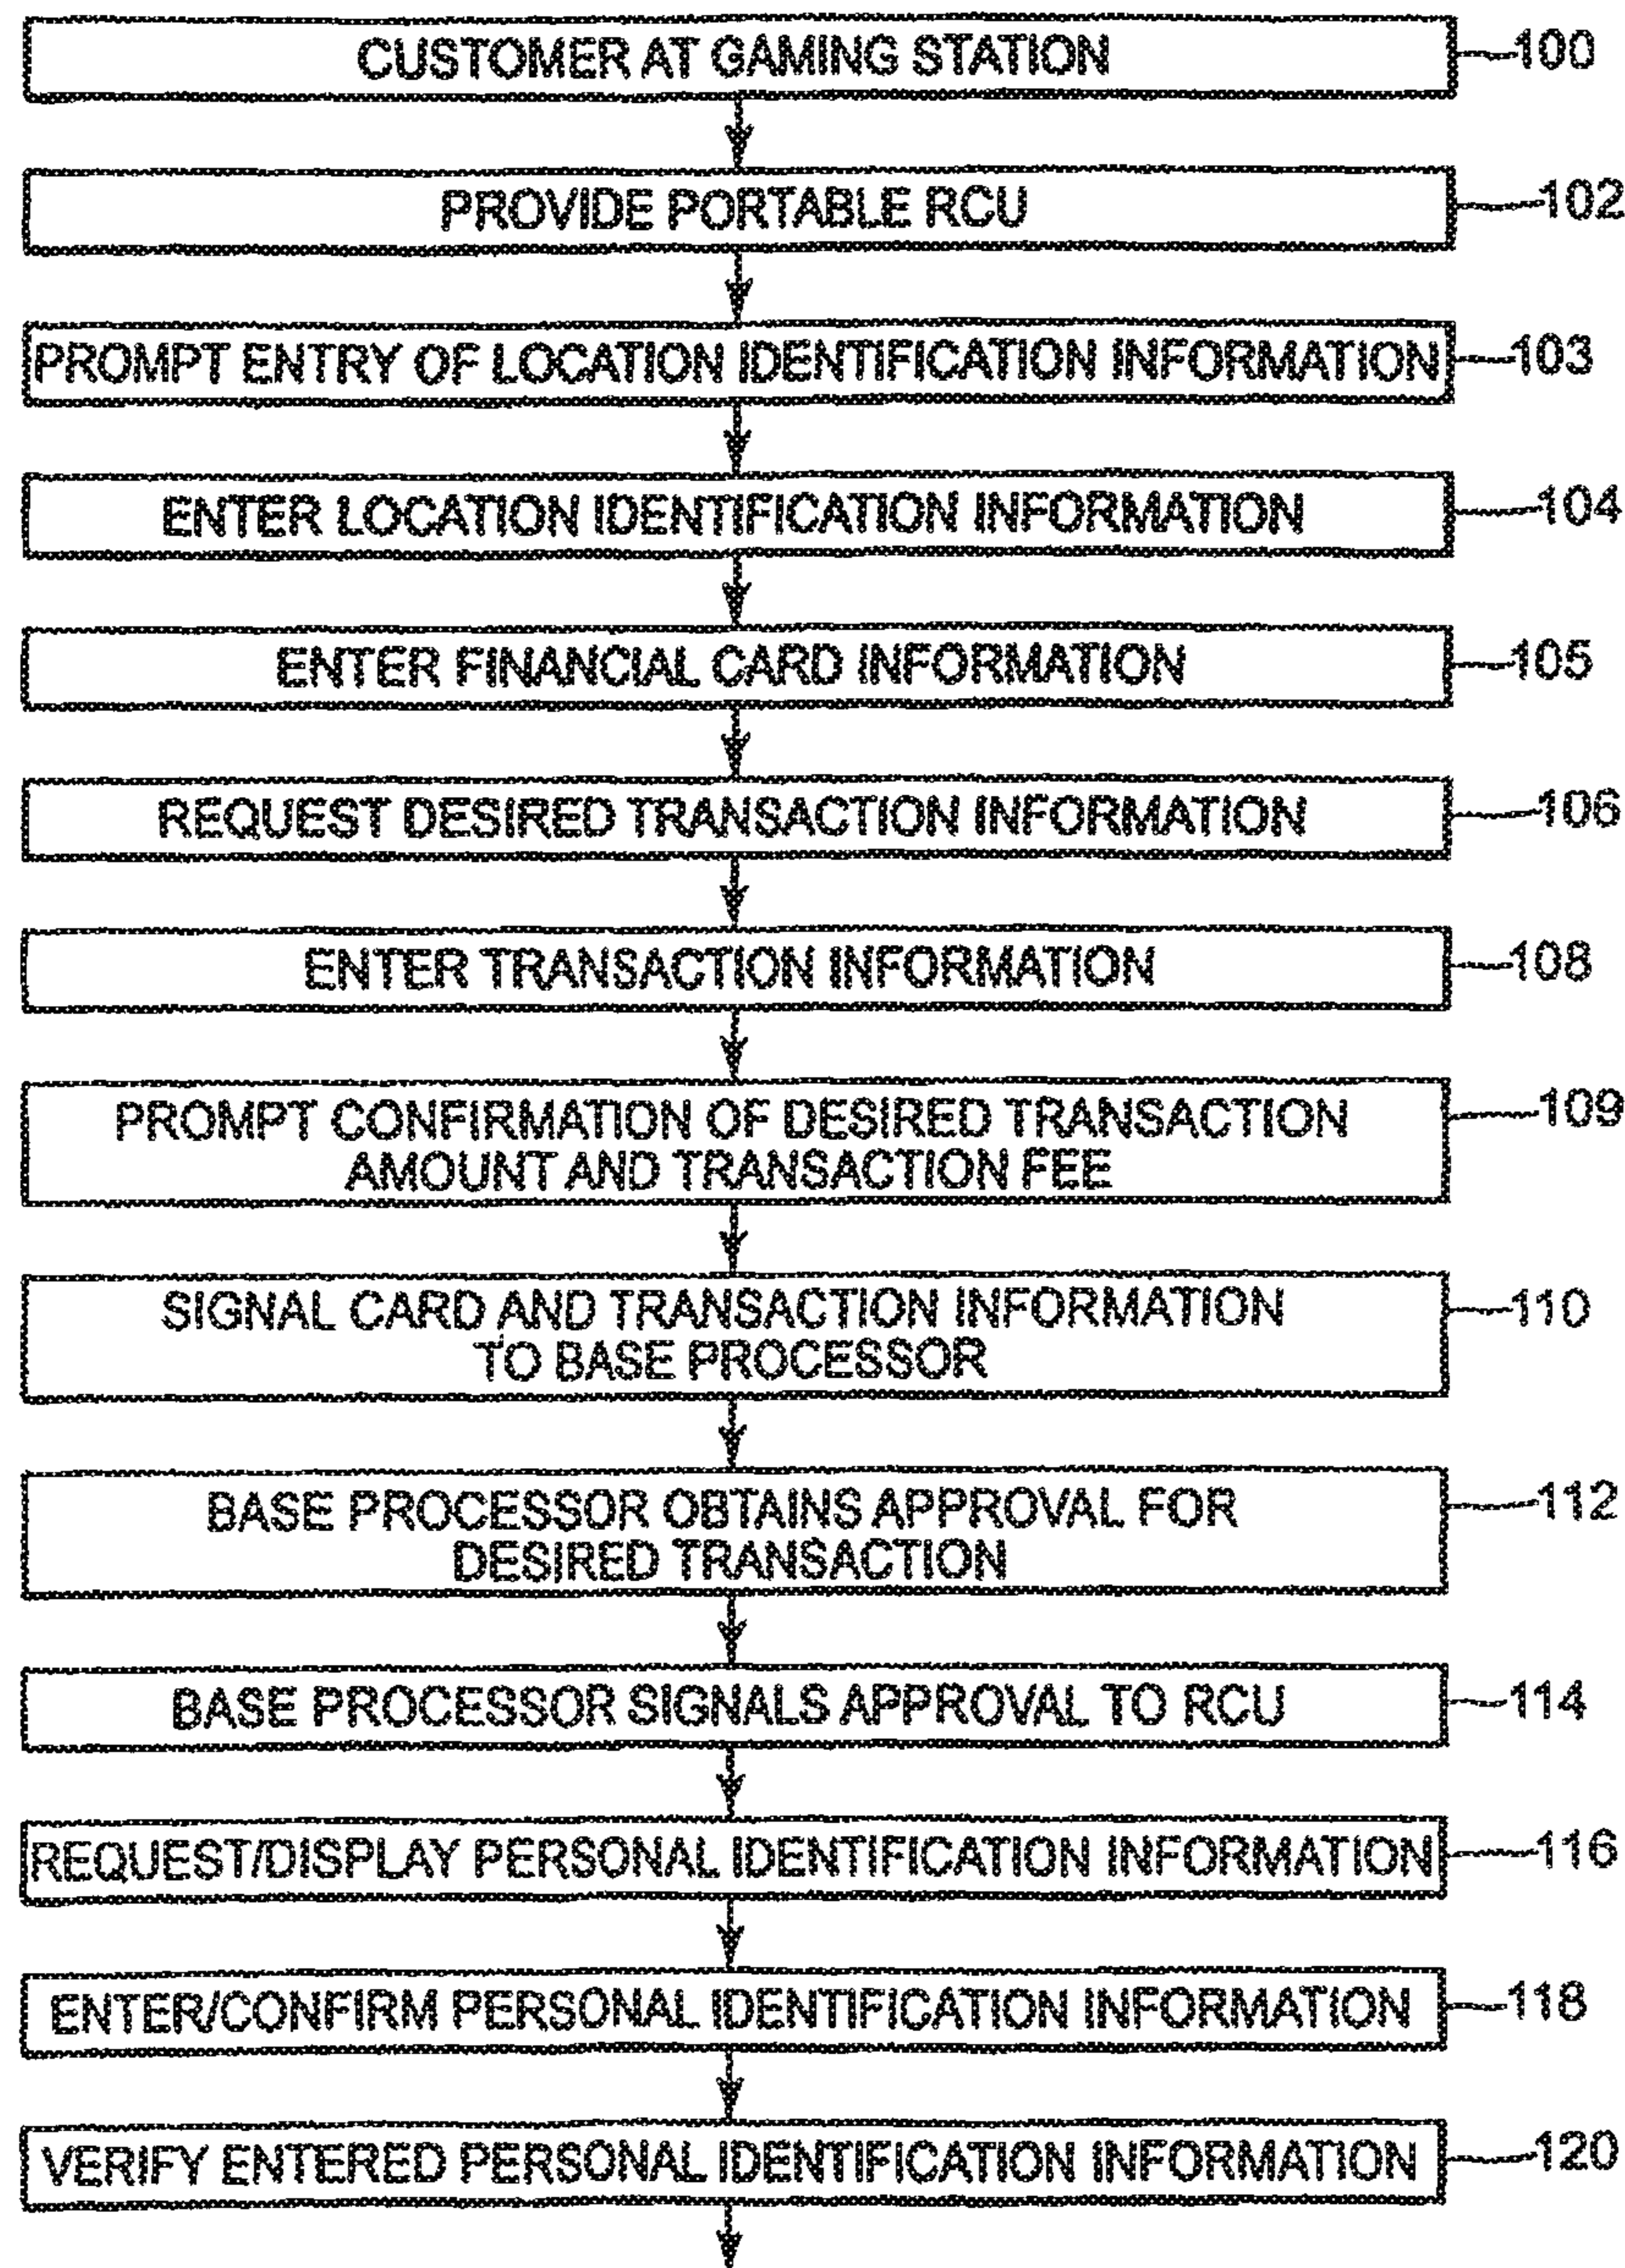 CUSTOMER AT GAMING STATION 100
PROVIDE PORTABLE RCU 102
PROMPT ENTRY OF LOCATION IDENTIFICATION INFORMATION 103
ENTER LOCATION IDENTIFICATION INFORMATION 104
ENTER FINANCIAL CARD INFORMATION 105
REQUEST DESIRED TRANSACTION INFORMATION 106
ENTER TRANSACTION INFORMATION 108
PROMPT CONFIRMATION OF DESIRED TRANSACTION 109
AMOUNT AND TRANSACTION FEE
SIGNAL CARD AND TRANSACTION INFORMATION 110
TO BASE PROCESSOR
BASE PROCESSOR OBTAINS APPROVAL FOR 112
DESIRED TRANSACTION
BASE PROCESSOR SIGNALS APPROVAL TO RCU 114
REQUEST/DISPLAY PERSONAL IDENTIFICATION INFORMATION 116
ENTER/CONFIRM PERSONAL IDENTIFICATION INFORMATION 118
VERIFY ENTERED PERSONAL IDENTIFICATION INFORMATION 120